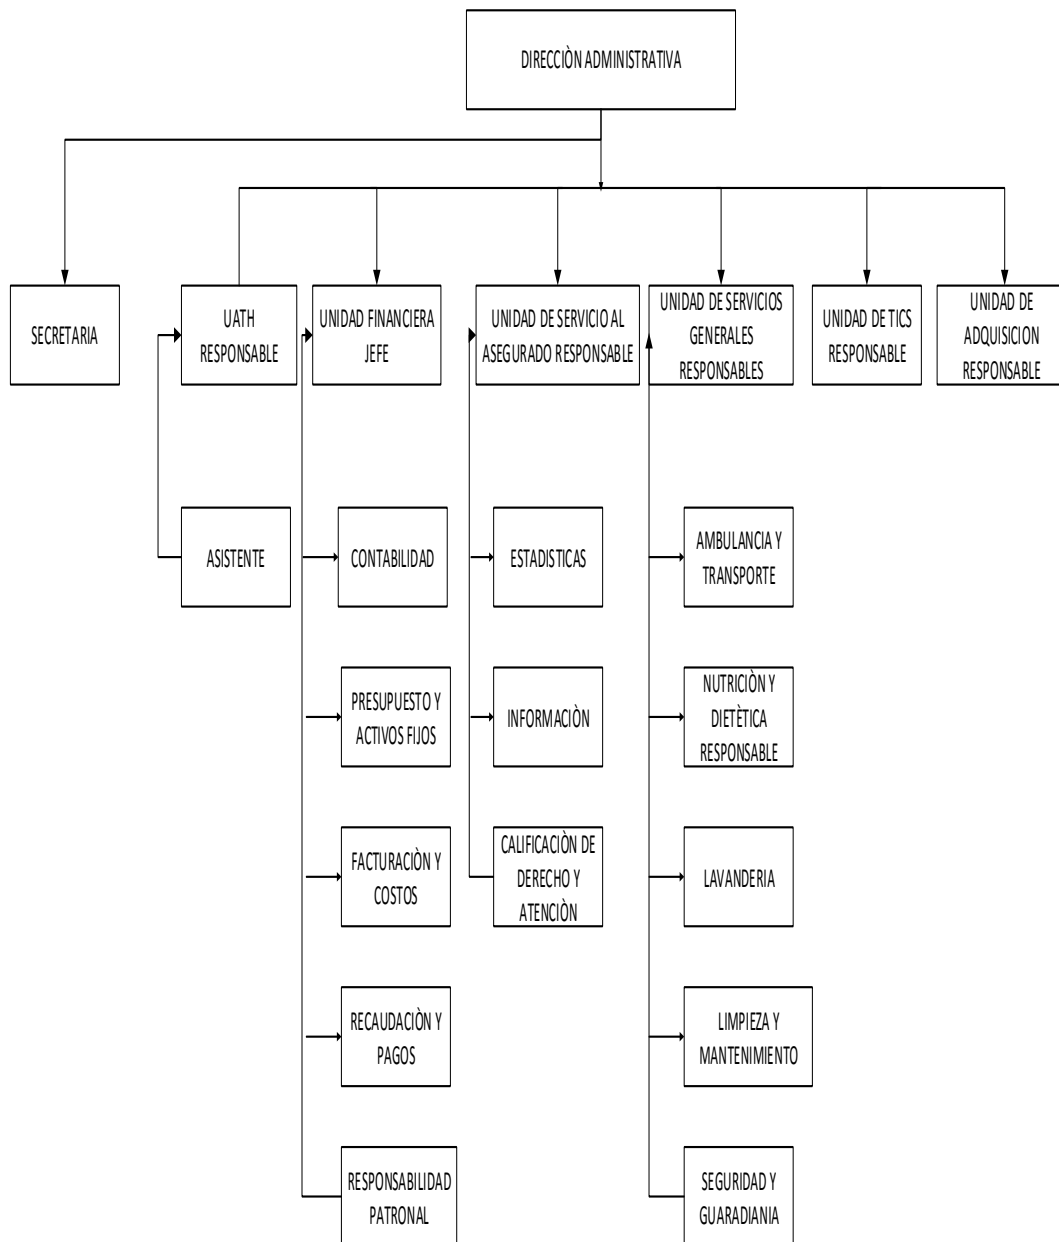 DIRECCIÒN ADMINISTRATIVA
SECRETARIA
UATH
RESPONSABLE
UNIDAD FINANCIERA
JEFE
UNIDAD DE SERVICIO AL
ASEGURADO RESPONSABLE
UNIDAD DE SERVICIOS
GENERALES
RESPONSABLES
UNIDAD DE TICS
RESPONSABLE
UNIDAD DE
ADQUISICION
RESPONSABLE
ASISTENTE
CONTABILIDAD
ESTADISTICAS
AMBULANCIA Y
TRANSPORTE
PRESUPUESTO Y
ACTIVOS FIJOS
INFORMACIÒN
NUTRICIÒN Y
DIETÈTICA
RESPONSABLE
FACTURACIÒN Y
COSTOS
CALIFICACIÒN DE
DERECHO Y
ATENCIÒN
LAVANDERIA
RECAUDACIÒN Y
PAGOS
LIMPIEZA Y
MANTENIMIENTO
RESPONSABILIDAD
PATRONAL
SEGURIDAD Y
GUARADIANIA